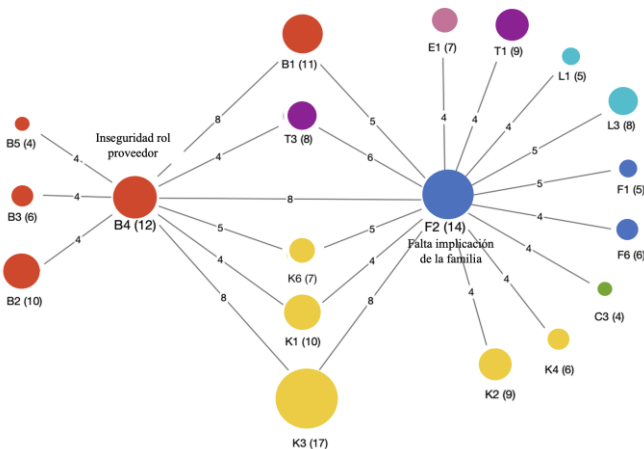 E1 (7)
T1 (9)
B1 (11)
L1 (5)
L3 (8)
4
4
4
8
5
T3 (8)
B5 (4)
Inseguridad rol
proveedor
4
4
6
5
F1 (5)
5
B3 (6)
4
B4 (12)
8
F2 (14)
4
F6 (6)
Falta implicación
de la familia
B2 (10)
4
5
5
K6 (7)
4
C3 (4)
4
4
K1 (10)
8
8
4
4
K4 (6)
K2 (9)
K3 (17)